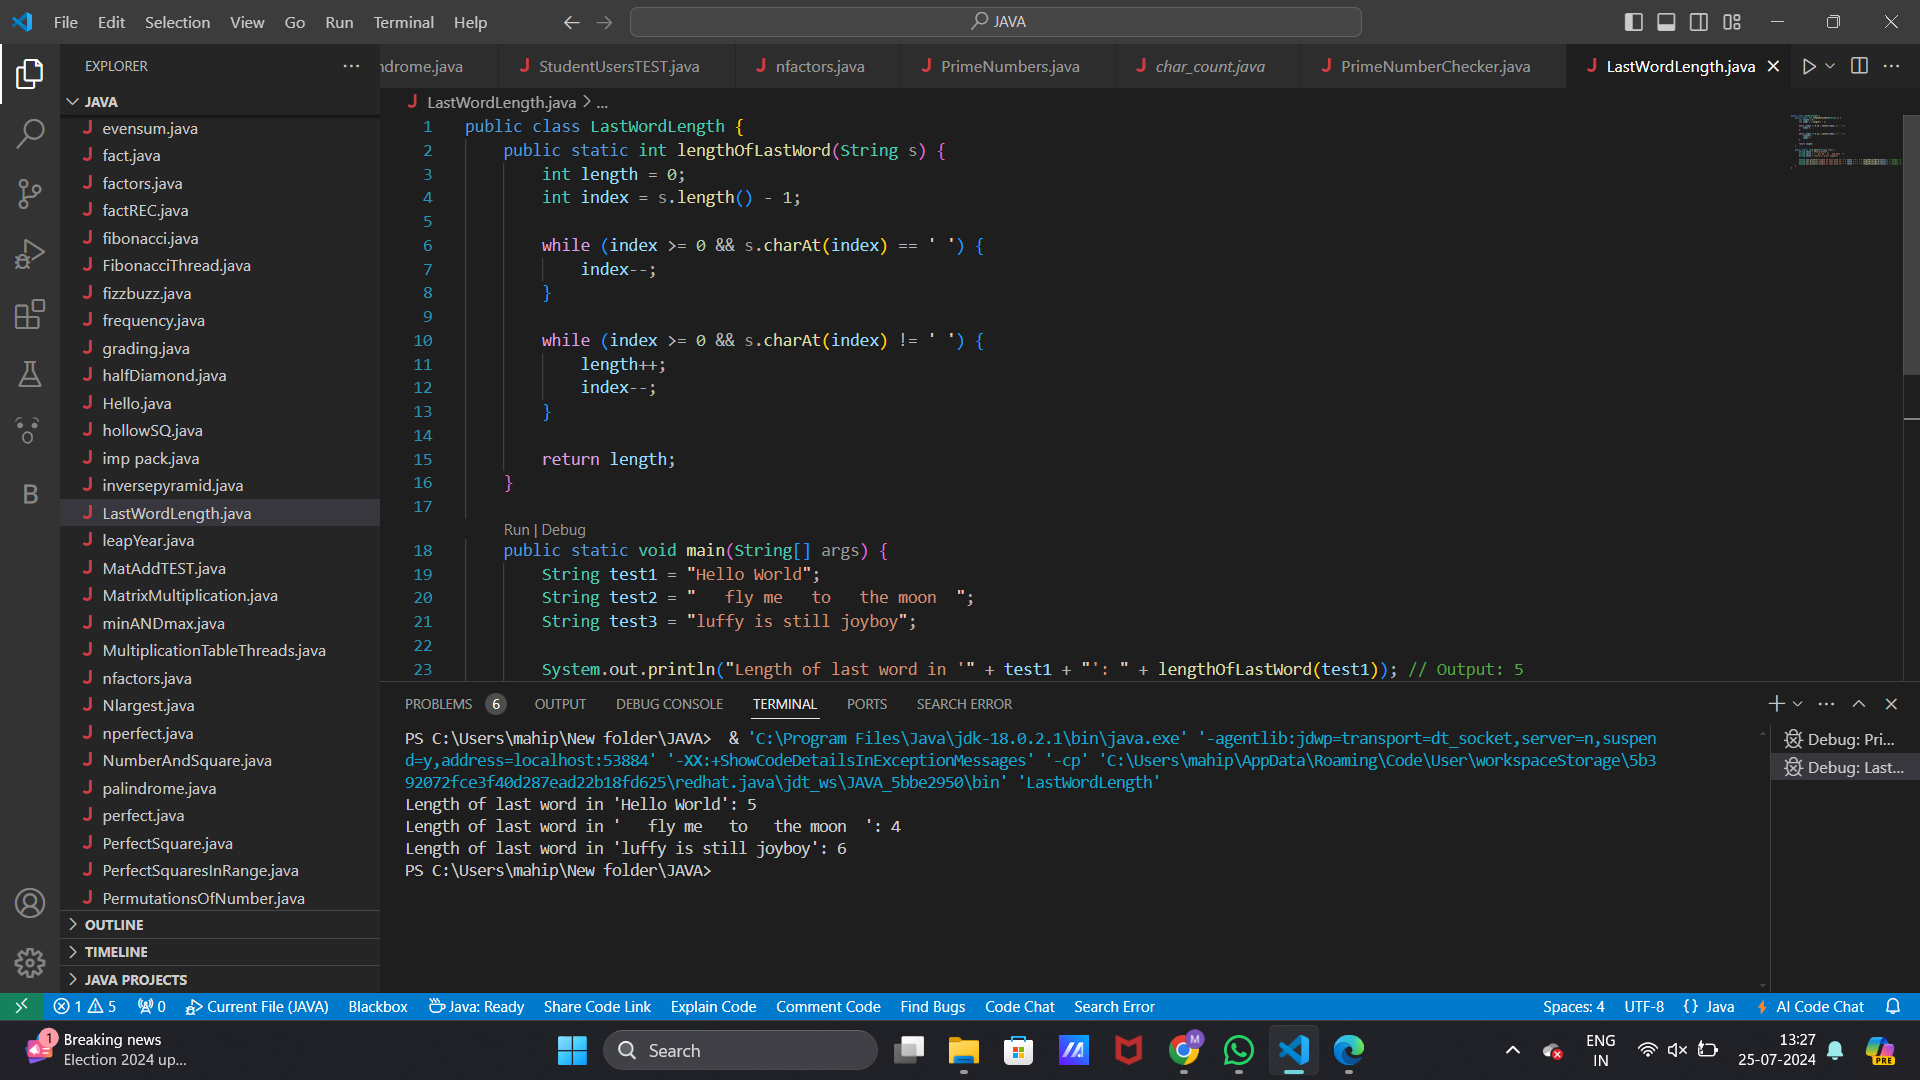 File Edit Selection View Go Run Terminal Help
JAVA
EXPLORER
JAVA
evensum.java
fact.java
factors.java
factREC.java
fibonacci.java
FibonacciThread.java
fizzbuzz.java
frequency.java
grading.java
halfDiamond.java
Hello.java
hollowSQ.java
imp pack.java
inversepyramid.java
LastWordLength.java
leapYear.java
MatAddTEST.java
MatrixMultiplication.java
minANDmax.java
MultiplicationTableThreads.java
nfactors.java
Nlargest.java
nperfect.java
NumberAndSquare.java
palindrome.java
perfect.java
PerfectSquare.java
PerfectSquaresInRange.java
PermutationsOfNumber.java
OUTLINE
TIMELINE
JAVA PROJECTS
ndrome.java StudentUsersTEST.java nfactors.java PrimeNumbers.java char_count.java PrimeNumberChecker.java LastWordLength.java
LastWordLength.java > ...
1 public class LastWordLength {
2 public static int lengthOfLastWord(String s) {
3 int length = 0;
4 int index = s.length() - 1;
5
6 while (index >= 0 && s.charAt(index) == ' ') {
7 index--;
8 }
9
10 while (index >= 0 && s.charAt(index) != ' ') {
11 length++;
12 index--;
13 }
14
15 return length;
16 }
17
Run | Debug
18 public static void main(String[] args) {
19 String test1 = "Hello World";
20 String test2 = "   fly me   to   the moon  ";
21 String test3 = "luffy is still joyboy";
22
23 System.out.println("Length of last word in '" + test1 + "': " + lengthOfLastWord(test1)); // Output: 5
PROBLEMS 6 OUTPUT DEBUG CONSOLE TERMINAL PORTS SEARCH ERROR
PS C:\Users\mahip\New folder\JAVA>  & 'C:\Program Files\Java\jdk-18.0.2.1\bin\java.exe' '-agentlib:jdwp=transport=dt_socket,server=n,suspen
d=y,address=localhost:53884' '-XX:+ShowCodeDetailsInExceptionMessages' '-cp' 'C:\Users\mahip\AppData\Roaming\Code\User\workspaceStorage\5b3
92072fce3f40d287ead22b18fd625\redhat.java\jdt_ws\JAVA_5bbe2950\bin' 'LastWordLength'
Length of last word in 'Hello World': 5
Length of last word in '   fly me   to   the moon  ': 4
Length of last word in 'luffy is still joyboy': 6
PS C:\Users\mahip\New folder\JAVA>
Debug: Pri...
Debug: Last...
1 5 0 Current File (JAVA) Blackbox Java: Ready Share Code Link Explain Code Comment Code Find Bugs Code Chat Search Error Spaces: 4 UTF-8 {} Java AI Code Chat
1 Breaking news
Election 2024 up...
Search
M
ENG
IN
13:27
25-07-2024
PRE